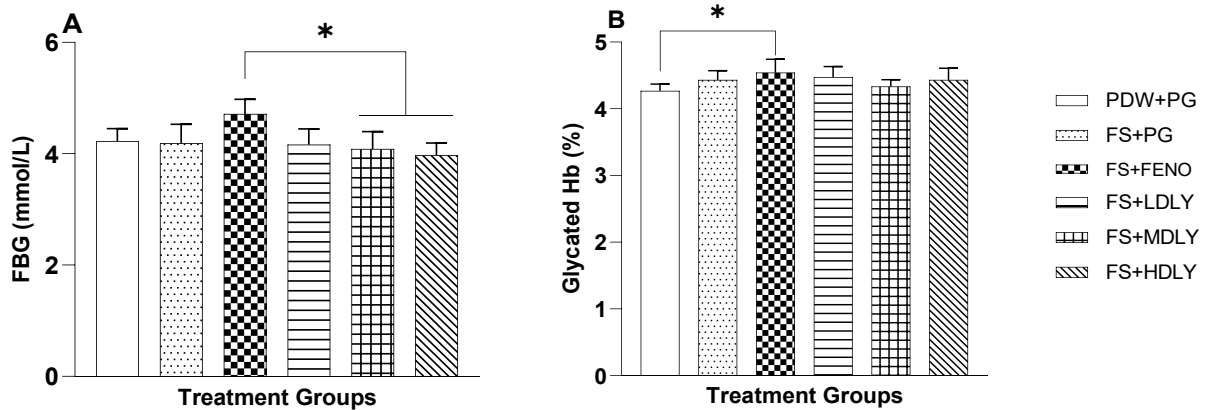 A
*
6
4
2
0
FBG (mmol/L)
Treatment Groups
B
*
5
4
3
2
1
0
Glycated Hb (%)
Treatment Groups
PDW+PG
FS+PG
FS+FENO
FS+LDLY
FS+MDLY
FS+HDLY